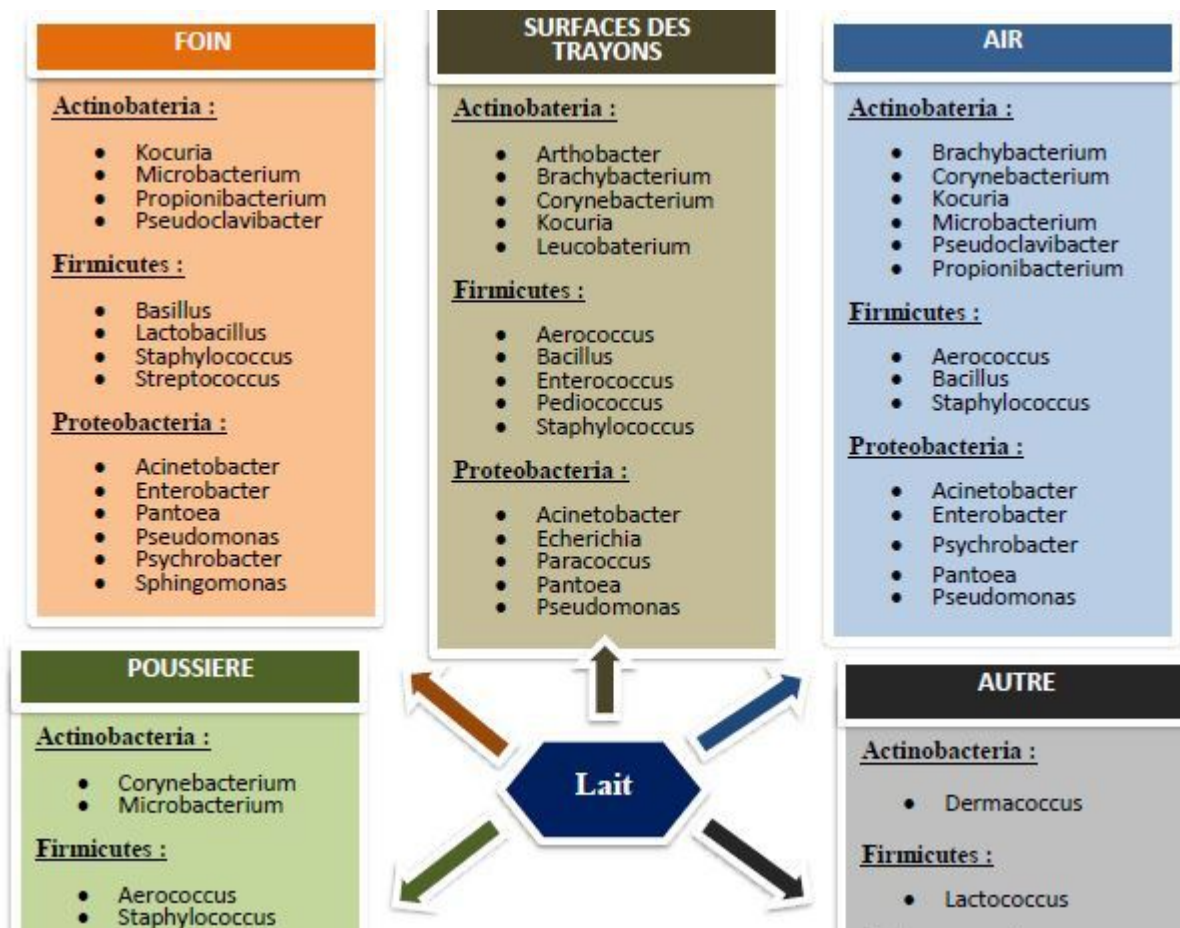 FOIN
Actinobateria :
• Kocuria
• Microbacterium
• Propionibacterium
• Pseudoclavibacter
Firmicutes :
• Basillus
• Lactobacillus
• Staphylococcus
• Streptococcus
Proteobacteria :
• Acinetobacter
• Enterobacter
• Pantoea
• Pseudomonas
• Psychrobacter
• Sphingomonas
SURFACES DES
TRAYONS
Actinobateria :
• Arthobacter
• Brachybacterium
• Corynebacterium
• Kocuria
• Leucobaterium
Firmicutes :
• Aerococcus
• Bacillus
• Enterococcus
• Pediococcus
• Staphylococcus
Proteobacteria :
• Acinetobacter
• Echerichia
• Paracoccus
• Pantoea
• Pseudomonas
AIR
Actinobateria :
• Brachybacterium
• Corynebacterium
• Kocuria
• Microbacterium
• Pseudoclavibacter
• Propionibacterium
Firmicutes :
• Aerococcus
• Bacillus
• Staphylococcus
Proteobacteria :
• Acinetobacter
• Enterobacter
• Psychrobacter
• Pantoea
• Pseudomonas
POUSSIERE
Actinobacteria :
• Corynebacterium
• Microbacterium
Firmicutes :
• Aerococcus
• Staphylococcus
Lait
AUTRE
Actinobacteria :
• Dermacoccus
Firmicutes :
• Lactococcus